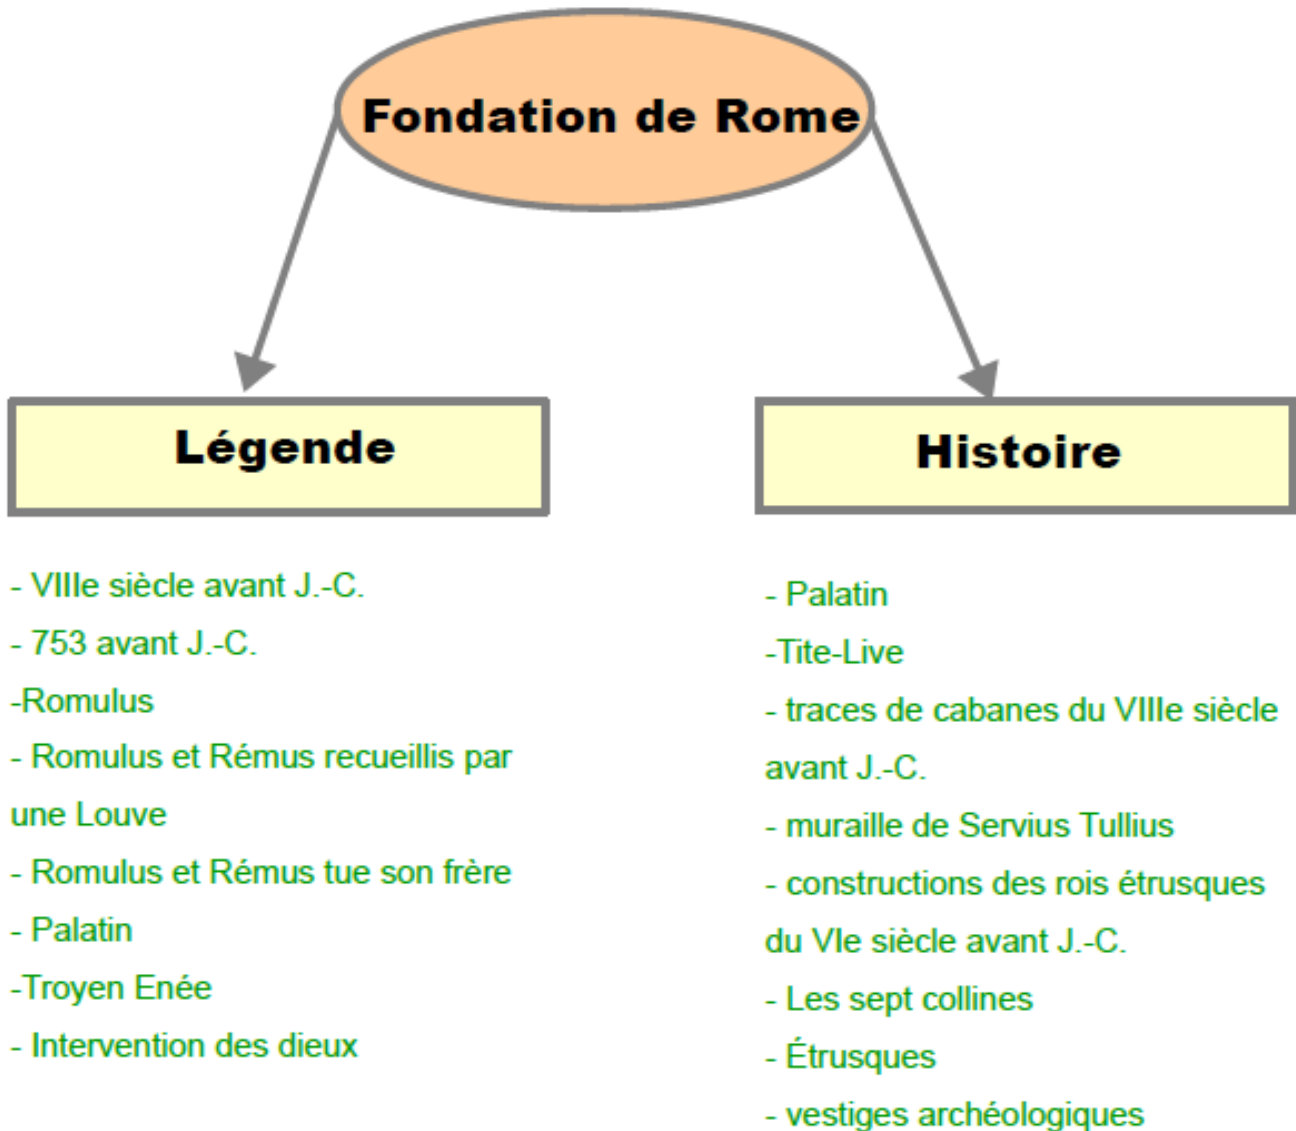 Fondation de Rome
Légende
- VIIIe siècle avant J.-C.
- 753 avant J.-C.
-Romulus
- Romulus et Rémus recueillis par
une Louve
- Romulus et Rémus tue son frère
- Palatin
-Troyen Enée
- Intervention des dieux
Histoire
- Palatin
-Tite-Live
- traces de cabanes du VIIIe siècle
avant J.-C.
- muraille de Servius Tullius
- constructions des rois étrusques
du VIe siècle avant J.-C.
- Les sept collines
- Étrusques
- vestiges archéologiques